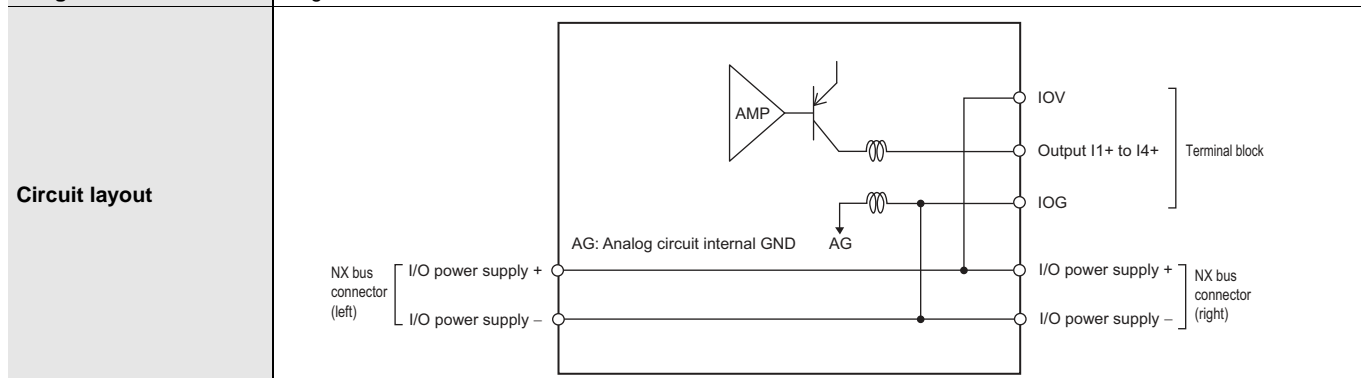 Circuit layout
AMP
IOV
Output I1+ to I4+
Terminal block
IOG
AG: Analog circuit internal GND
AG
NX bus
connector
(left)
I/O power supply +
I/O power supply –
I/O power supply +
I/O power supply –
NX bus
connector
(right)